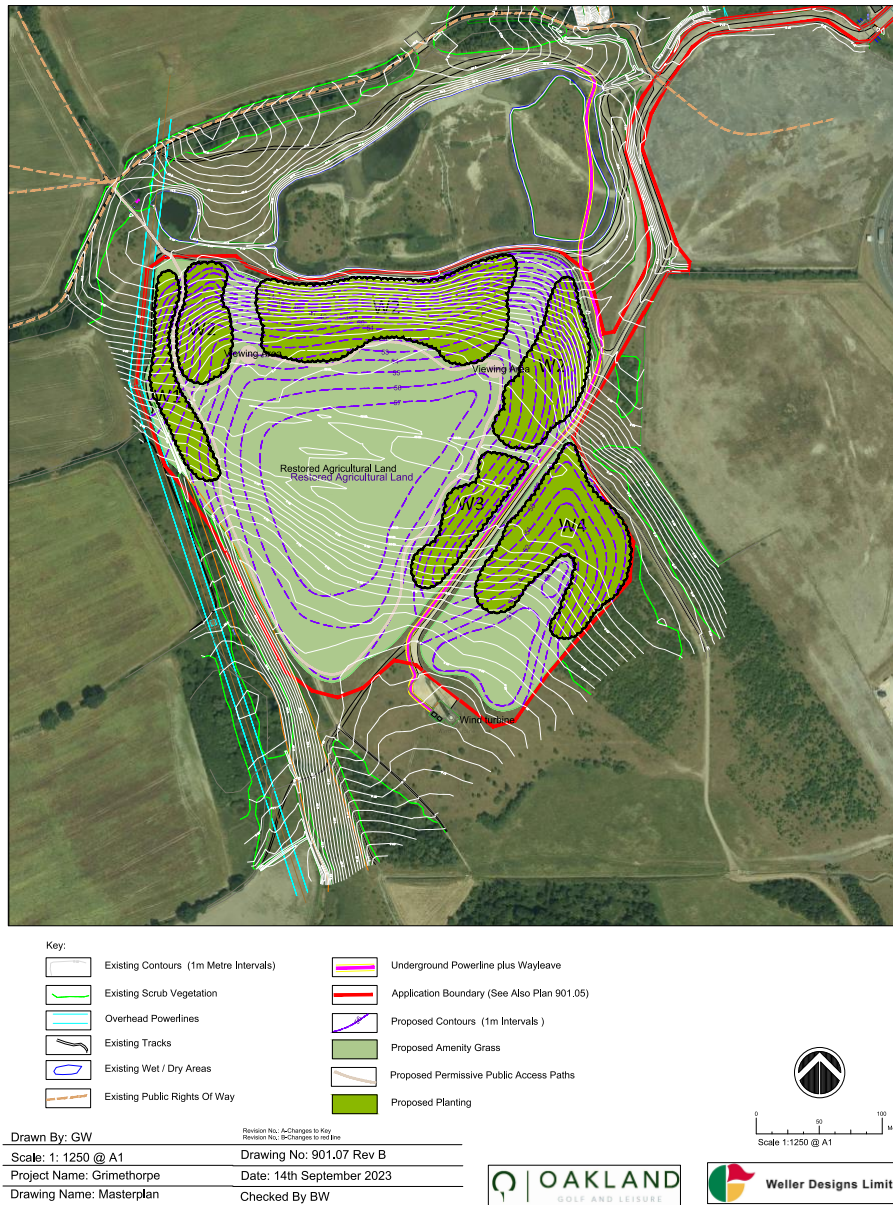 W2
Viewing Area
Viewing Area
W1
55
56
57
Restored Agricultural Land
Restored Agricultural Land
W3
W4
Wind turbine
Key:
Existing Contours (1m Metre Intervals)
Existing Scrub Vegetation
Overhead Powerlines
Existing Tracks
Existing Wet / Dry Areas
Existing Public Rights Of Way
Underground Powerline plus Wayleave
Application Boundary (See Also Plan 901.05)
Proposed Contours (1m Intervals )
Proposed Amenity Grass
Proposed Permissive Public Access Paths
Proposed Planting
0 50 100
M
Scale 1:1250 @ A1
Drawn By: GW
Scale: 1: 1250 @ A1
Project Name: Grimethorpe
Drawing Name: Masterplan
Revision No.: A-Changes to Key
Revision No.: B-Changes to red line
Drawing No: 901.07 Rev B
Date: 14th September 2023
Checked By BW
OAKLAND
GOLF AND LEISURE
Weller Designs Limit